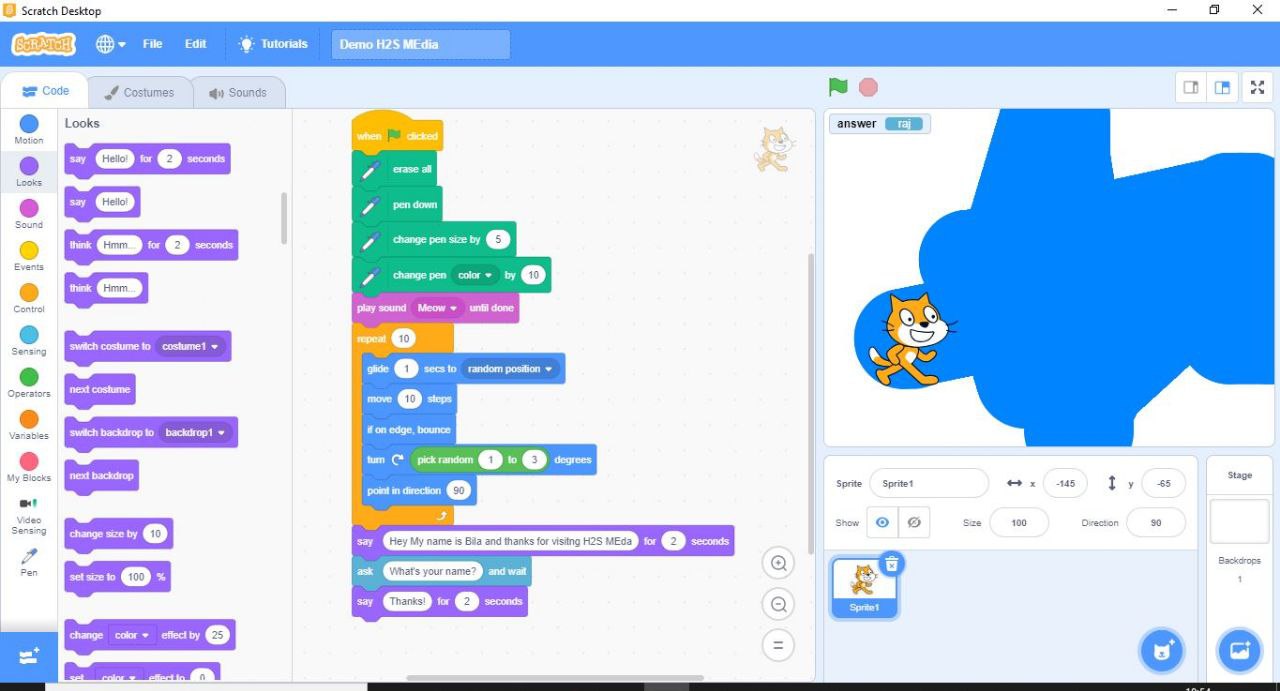 Scratch Desktop
SCRATCH
File
Edit
Tutorials
Demo H2S MEdia
Code
Costumes
Sounds
Motion
Looks
Sound
Events
Control
Sensing
Operators
Variables
My Blocks
Video
Sensing
Pen
Looks
say Hello! for 2 seconds
say Hello!
think Hmm... for 2 seconds
think Hmm...
switch costume to costume1
next costume
switch backdrop to backdrop1
next backdrop
change size by 10
set size to 100 %
change color effect by 25
set color effect to 0
when clicked
erase all
pen down
change pen size by 5
change pen color by 10
play sound Meow until done
repeat 10
glide 1 secs to random position
move 10 steps
if on edge, bounce
turn pick random 1 to 3 degrees
point in direction 90
say Hey My name is Bila and thanks for visitng H2S MEda for 2 seconds
ask What's your name? and wait
say Thanks! for 2 seconds
answer raj
Sprite Sprite1 x -145 y -65
Show Size 100 Direction 90
Sprite1
Stage
Backdrops
1